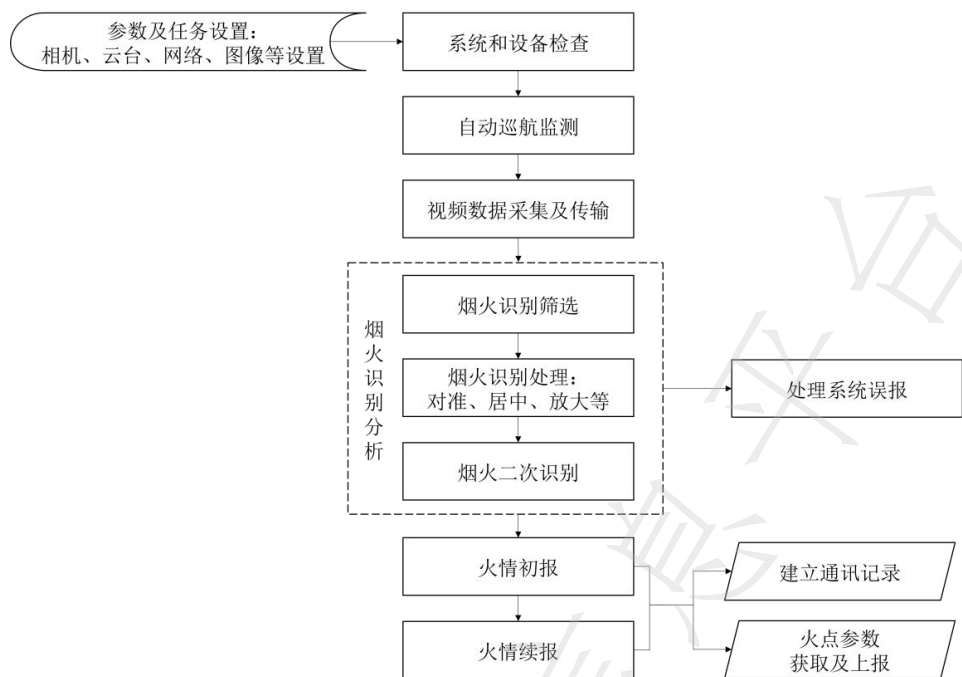 参数及任务设置：
相机、云台、网络、图像等设置
系统和设备检查
自动巡航监测
视频数据采集及传输
烟火识别分析
烟火识别筛选
烟火识别处理：
对准、居中、放大等
烟火二次识别
处理系统误报
火情初报
火情续报
建立通讯记录
火点参数
获取及上报
平台